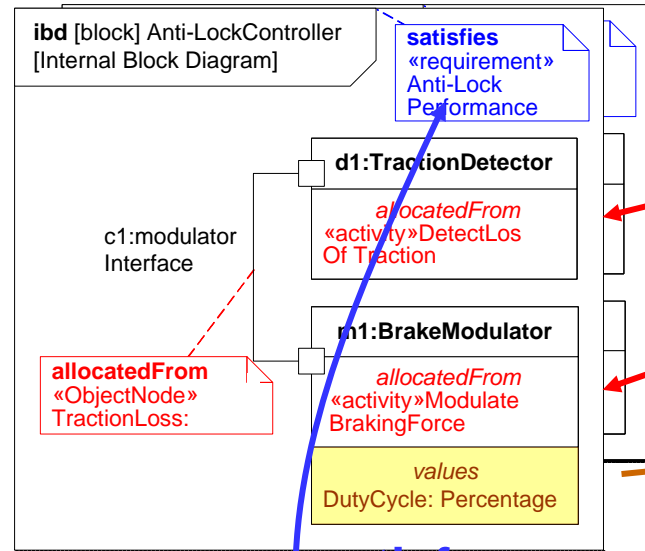 ibd [block] Anti-LockController
[Internal Block Diagram]
satisfies
«requirement»
Anti-Lock
Performance
d1:TractionDetector
allocatedFrom
«activity»DetectLos
Of Traction
c1:modulator
Interface
m1:BrakeModulator
allocatedFrom
«activity»Modulate
BrakingForce
allocatedFrom
«ObjectNode»
TractionLoss:
values
DutyCycle: Percentage